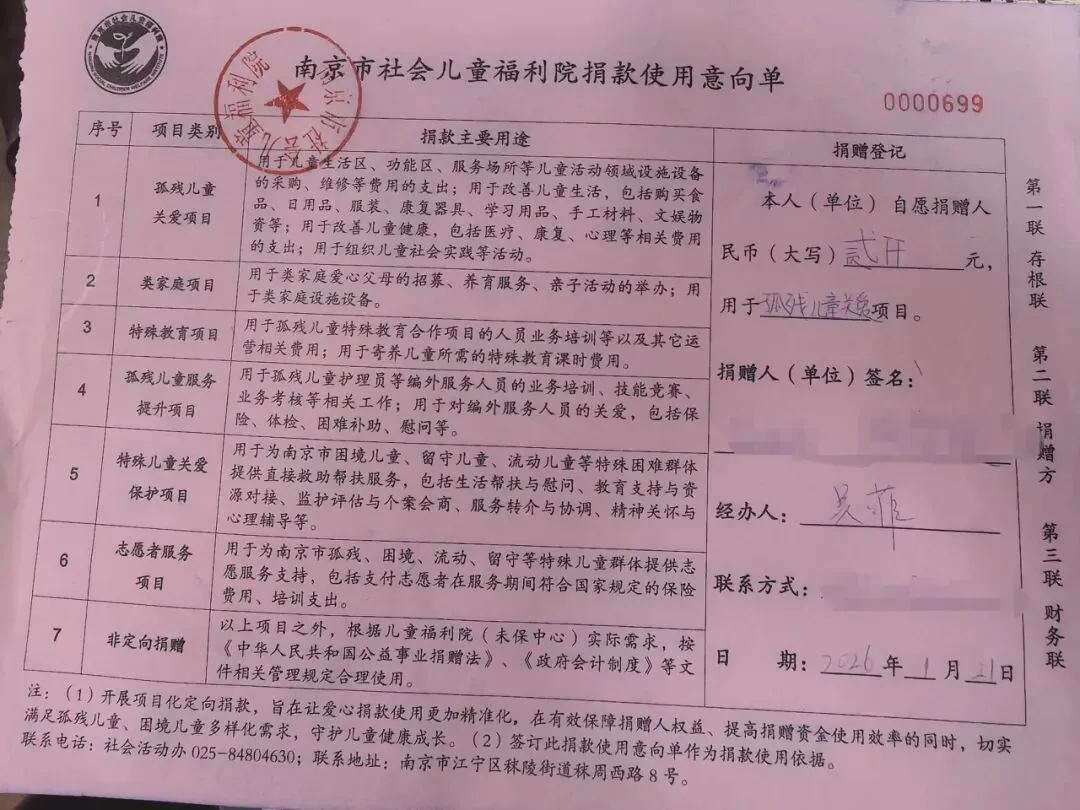 南京市社会儿童福利院捐款使用意向单
0000699
序号 项目类别 捐款主要用途 捐赠登记
1
孤残儿童
关爱项目
用于儿童生活区、功能区、服务场所等儿童活动领域设施设备
的采购、维修等费用的支出；用于改善儿童生活，包括购买食
品、日用品、服装、康复器具、学习用品、手工材料、文娱物
资等；用于改善儿童健康，包括医疗、康复、心理等相关费用
的支出；用于组织儿童社会实践等活动。
2
类家庭项目
用于类家庭爱心父母的招募、养育服务、亲子活动的举办；用
于类家庭设施设备。
3
特殊教育项目
用于孤残儿童特殊教育合作项目的人员业务培训等以及其它运
营相关费用；用于寄养儿童所需的特殊教育课时费用。
4
孤残儿童服务
提升项目
用于孤残儿童护理员等编外服务人员的业务培训、技能竞赛、
业务考核等相关工作；用于对编外服务人员的关爱，包括保
险、体检、困难补助、慰问等。
5
特殊儿童关爱
保护项目
用于为南京市困境儿童、留守儿童、流动儿童等特殊困难群体
提供直接救助帮扶服务，包括生活帮扶与慰问、教育支持与资
源对接、监护评估与个案会商、服务转介与协调、精神关怀与
心理辅导等。
6
志愿者服务
项目
用于为南京市孤残、困境、流动、留守等特殊儿童群体提供志
愿服务支持，包括支付志愿者在服务期间符合国家规定的保险
费用、培训支出。
7
非定向捐赠
以上项目之外，根据儿童福利院（未保中心）实际需求，按
《中华人民共和国公益事业捐赠法》、《政府会计制度》等文
件相关管理规定合理使用。
本人（单位）自愿捐赠人
民币（大写）贰仟元，
用于孤残儿童关爱项目。
捐赠人（单位）签名：
经办人：吴菲
联系方式：
日 期：2026年1月21日
第一联 存根联
第二联 捐赠方
第三联 财务联
注：（1）开展项目化定向捐款，旨在让爱心捐款使用更加精准化，在有效保障捐赠人权益、提高捐赠资金使用效率的同时，切实
满足孤残儿童、困境儿童多样化需求，守护儿童健康成长。（2）签订此捐款使用意向单作为捐款使用依据。
联系电话：社会活动办 025-84804630；联系地址：南京市江宁区秣陵街道秣周西路8号。
南京市社会儿童福利院